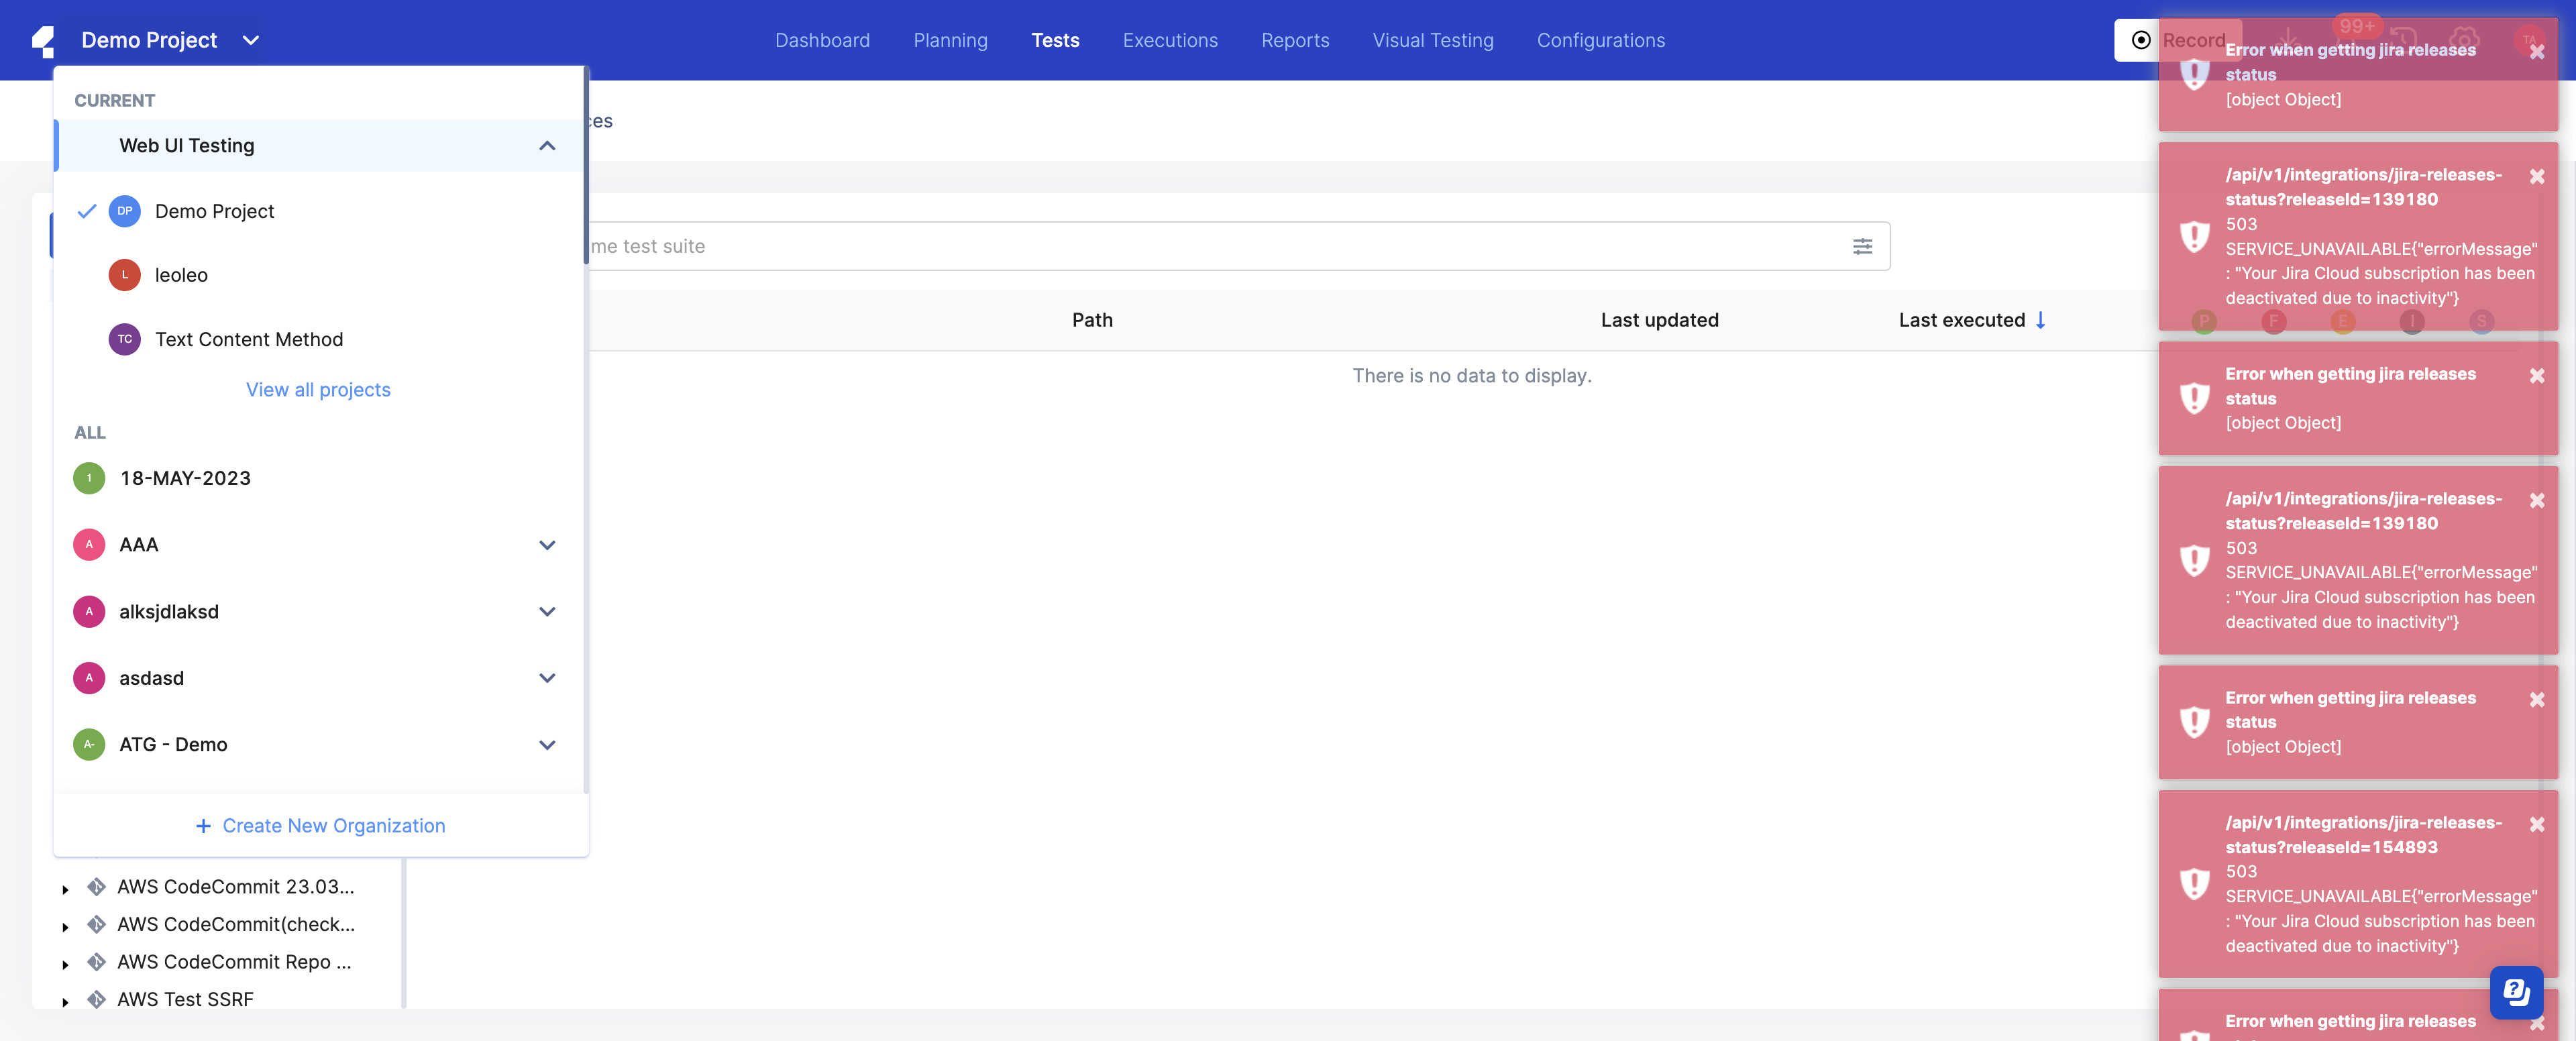 Demo Project
Dashboard
Planning
Tests
Executions
Reports
Visual Testing
Configurations
Record
99+
TA
CURRENT
Web UI Testing
DP
Demo Project
L
leoleo
TC
Text Content Method
View all projects
ALL
1
18-MAY-2023
A
AAA
A
alksjdlaksd
A
asdasd
A-
ATG - Demo
+ Create New Organization
ces
me test suite
Path
Last updated
Last executed
P
F
E
I
S
There is no data to display.
AWS CodeCommit 23.03...
AWS CodeCommit(check...
AWS CodeCommit Repo ...
AWS Test SSRF
Error when getting jira releases
status
[object Object]
/api/v1/integrations/jira-releases-
status?releaseId=139180
503
SERVICE_UNAVAILABLE{"errorMessage"
: "Your Jira Cloud subscription has been
deactivated due to inactivity"}
Error when getting jira releases
status
[object Object]
/api/v1/integrations/jira-releases-
status?releaseId=139180
503
SERVICE_UNAVAILABLE{"errorMessage"
: "Your Jira Cloud subscription has been
deactivated due to inactivity"}
Error when getting jira releases
status
[object Object]
/api/v1/integrations/jira-releases-
status?releaseId=154893
503
SERVICE_UNAVAILABLE{"errorMessage"
: "Your Jira Cloud subscription has been
deactivated due to inactivity"}
Error when getting jira releases